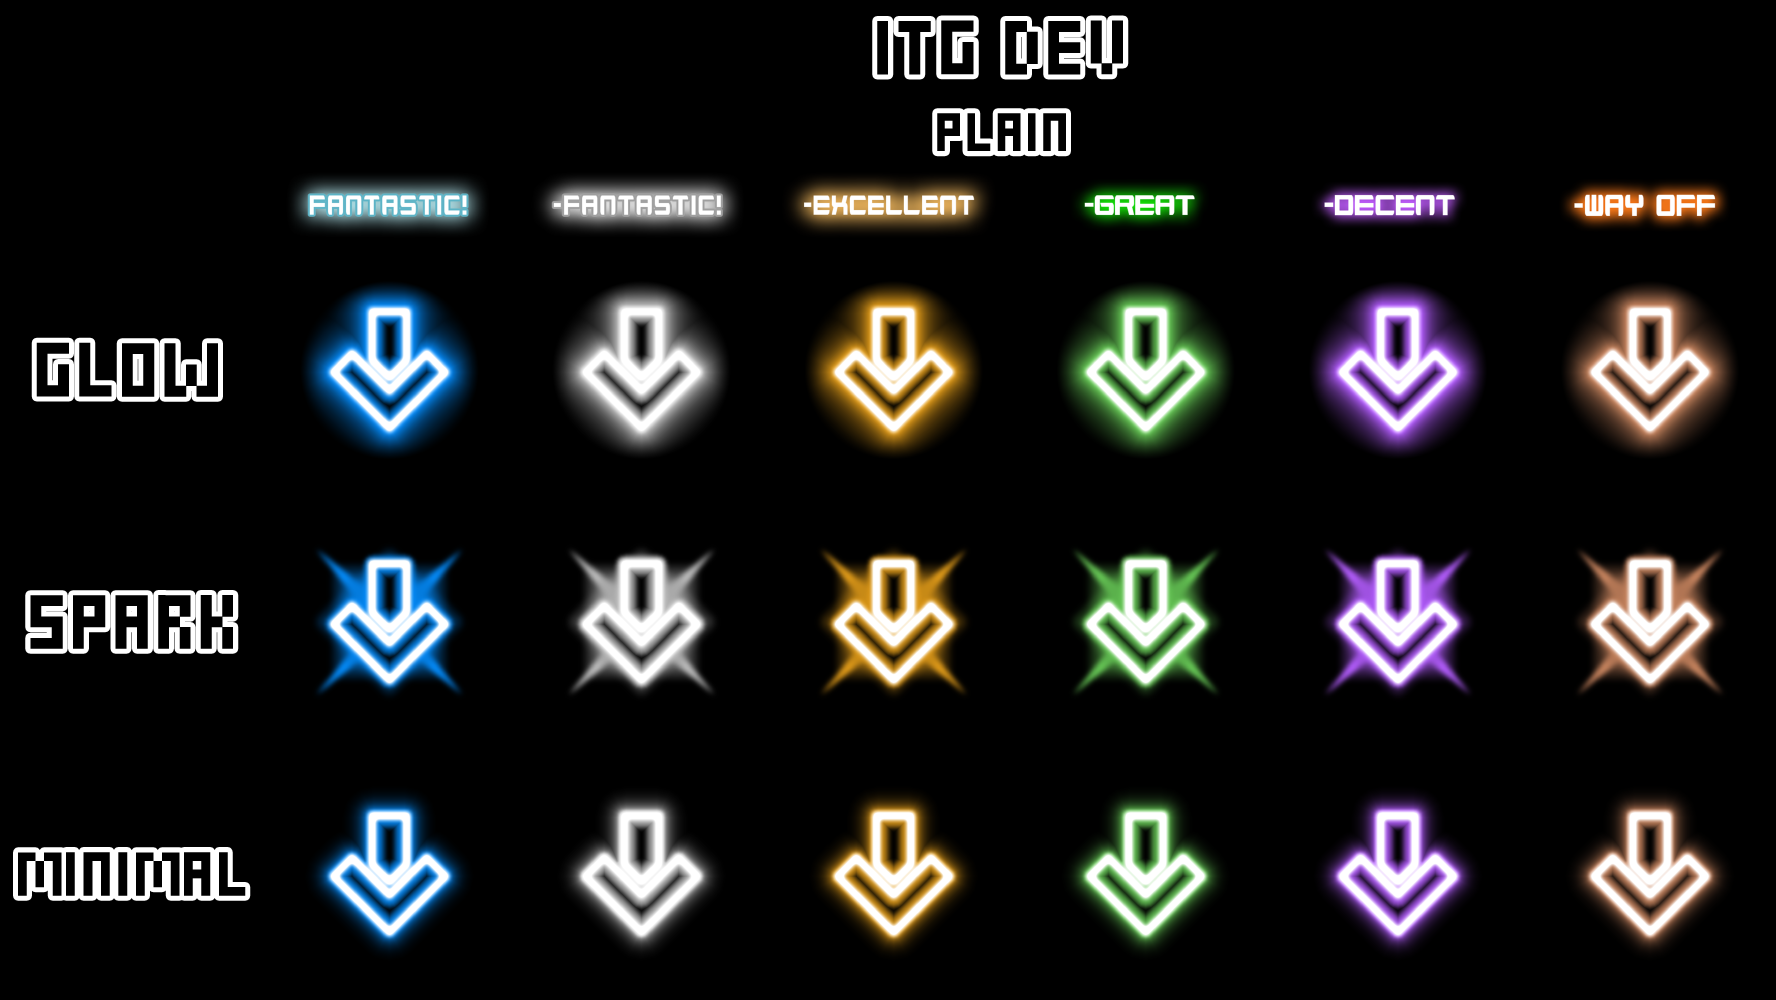 ITG DEV
PLAIN
FANTASTIC! -FANTASTIC! -EXCELLENT -GREAT -DECENT -WAY OFF
GLOW
SPARK
MINIMAL